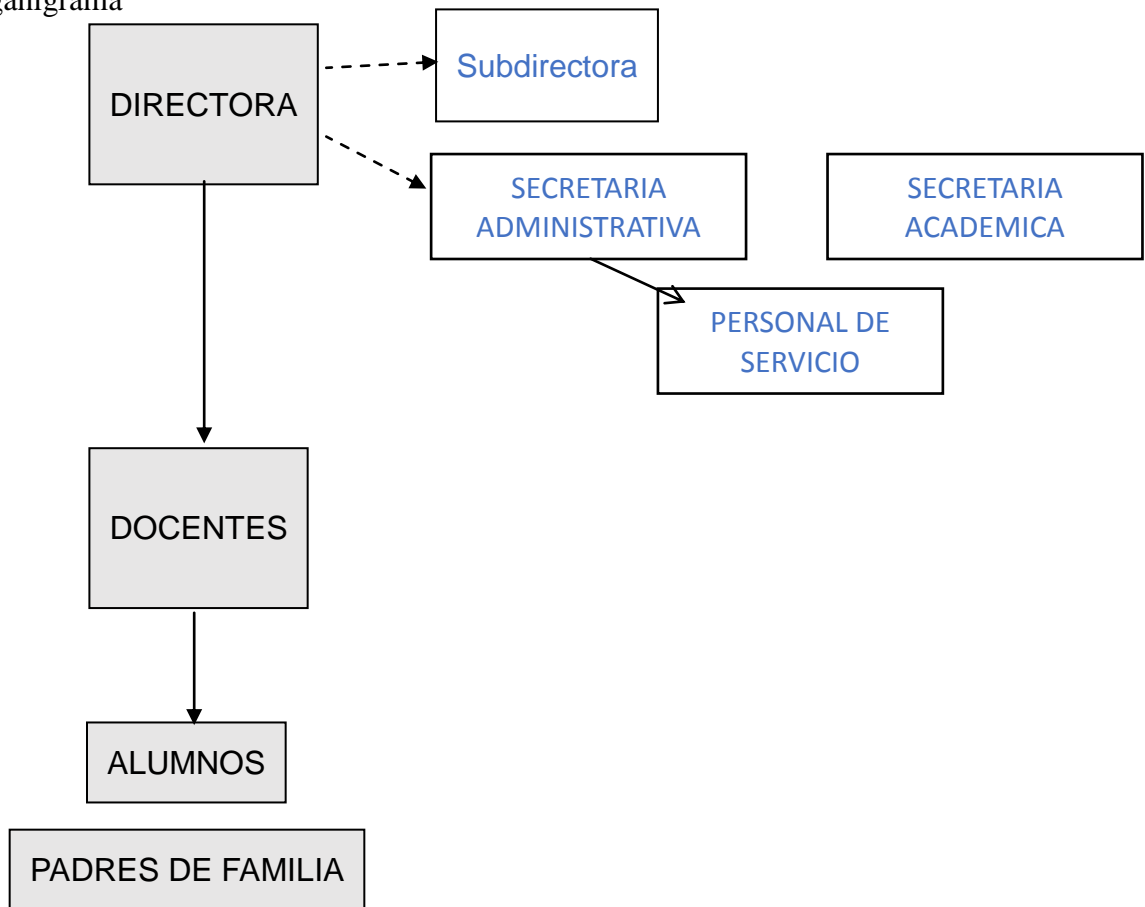 DIRECTORA
Subdirectora
SECRETARIA
ADMINISTRATIVA
SECRETARIA
ACADEMICA
PERSONAL DE
SERVICIO
DOCENTES
ALUMNOS
PADRES DE FAMILIA